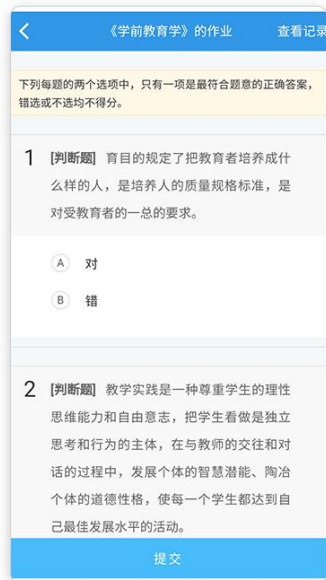 《学前教育学》的作业 查看记录
下列每题的两个选项中，只有一项是最符合题意的正确答案，
错选或不选均不得分。
1 [判断题] 育目的规定了把教育者培养成什
么样的人，是培养人的质量规格标准，是
对受教育者的一总的要求。
A 对
B 错
2 [判断题] 教学实践是一种尊重学生的理性
思维能力和自由意志，把学生看做是独立
思考和行为的主体，在与教师的交往和对
话的过程中，发展个体的智慧潜能、陶冶
个体的道德性格，使每一个学生都达到自
己最佳发展水平的活动。
提交